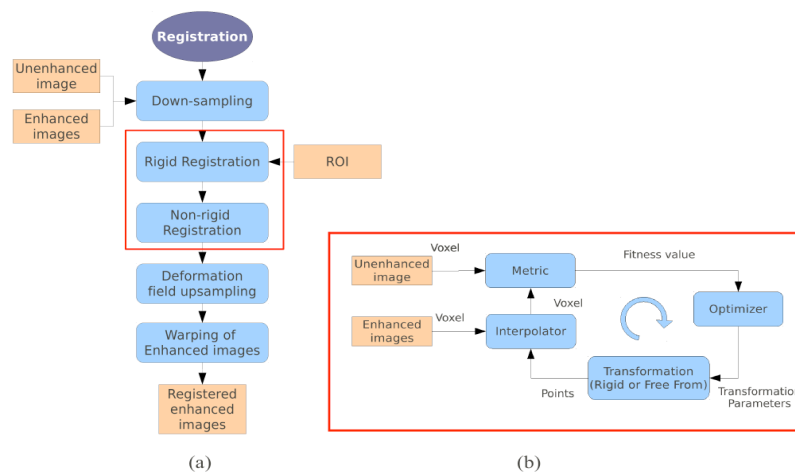 Registration
Unenhanced
image
Enhanced
images
Down-sampling
Rigid Registration
ROI
Non-rigid
Registration
Deformation
field upsampling
Warping of
Enhanced images
Registered
enhanced
images
(a)
Voxel
Unenhanced
image
Metric
Fitness value
Optimizer
Voxel
Enhanced
images
Voxel
Interpolator
Transformation
(Rigid or Free From)
Points
Transformation
Parameters
(b)